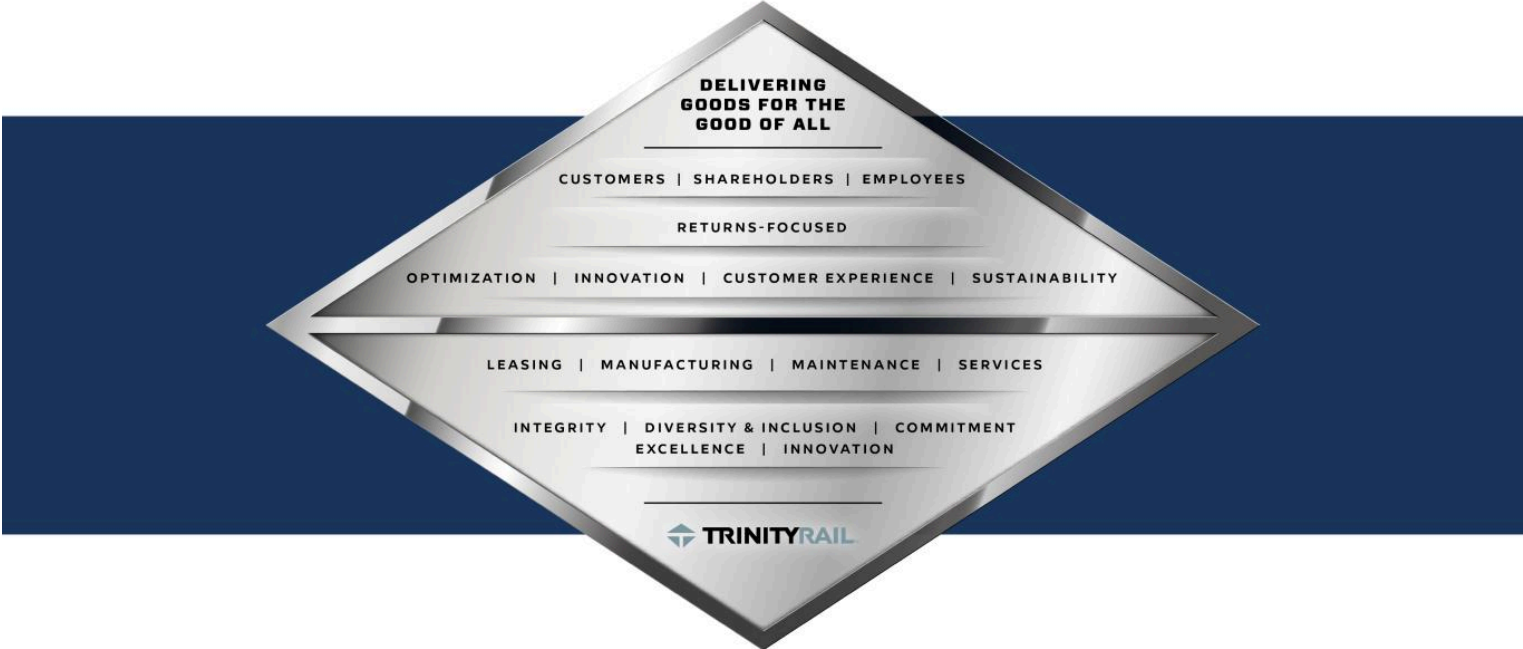 DELIVERING
GOODS FOR THE
GOOD OF ALL
CUSTOMERS | SHAREHOLDERS | EMPLOYEES
RETURNS-FOCUSED
OPTIMIZATION | INNOVATION | CUSTOMER EXPERIENCE | SUSTAINABILITY
LEASING | MANUFACTURING | MAINTENANCE | SERVICES
INTEGRITY | DIVERSITY & INCLUSION | COMMITMENT
EXCELLENCE | INNOVATION
TRINITYRAIL